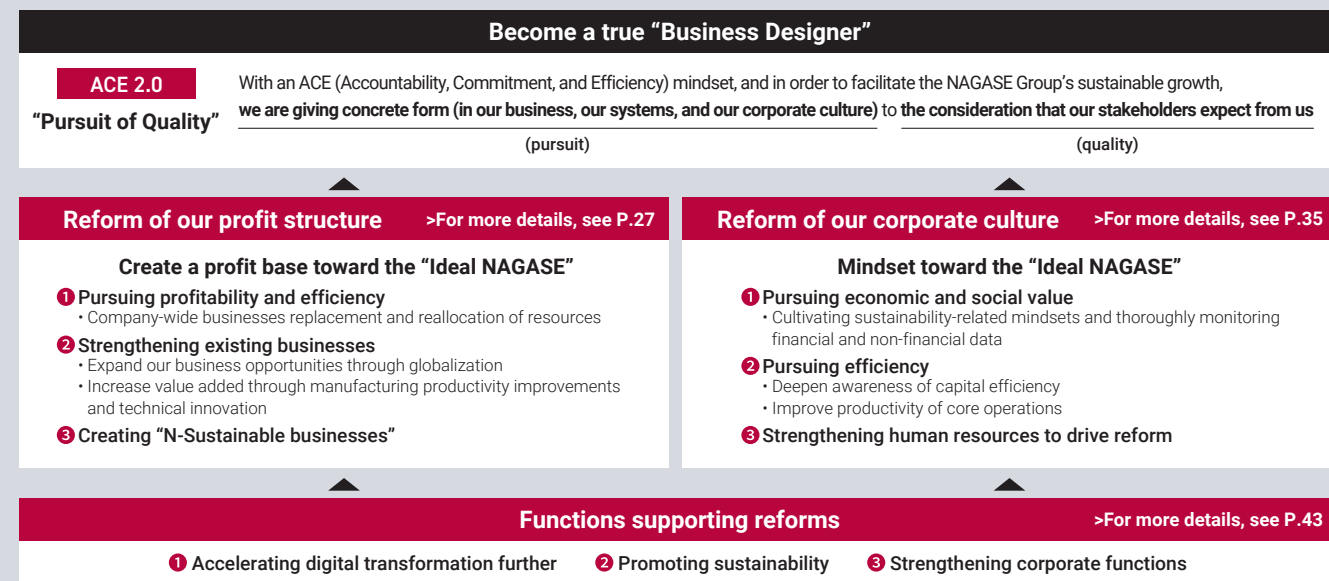 Become a true “Business Designer”
ACE 2.0
“Pursuit of Quality”
With an ACE (Accountability, Commitment, and Efficiency) mindset, and in order to facilitate the NAGASE Group’s sustainable growth,
we are giving concrete form (in our business, our systems, and our corporate culture) to the consideration that our stakeholders expect from us
(pursuit)
(quality)
Reform of our profit structure >For more details, see P.27
Create a profit base toward the “Ideal NAGASE”
❶ Pursuing profitability and efficiency
・Company-wide businesses replacement and reallocation of resources
❷ Strengthening existing businesses
・Expand our business opportunities through globalization
・Increase value added through manufacturing productivity improvements
and technical innovation
❸ Creating “N-Sustainable businesses”
Reform of our corporate culture >For more details, see P.35
Mindset toward the “Ideal NAGASE”
❶ Pursuing economic and social value
・Cultivating sustainability-related mindsets and thoroughly monitoring
financial and non-financial data
❷ Pursuing efficiency
・Deepen awareness of capital efficiency
・Improve productivity of core operations
❸ Strengthening human resources to drive reform
Functions supporting reforms >For more details, see P.43
❶ Accelerating digital transformation further ❷ Promoting sustainability ❸ Strengthening corporate functions